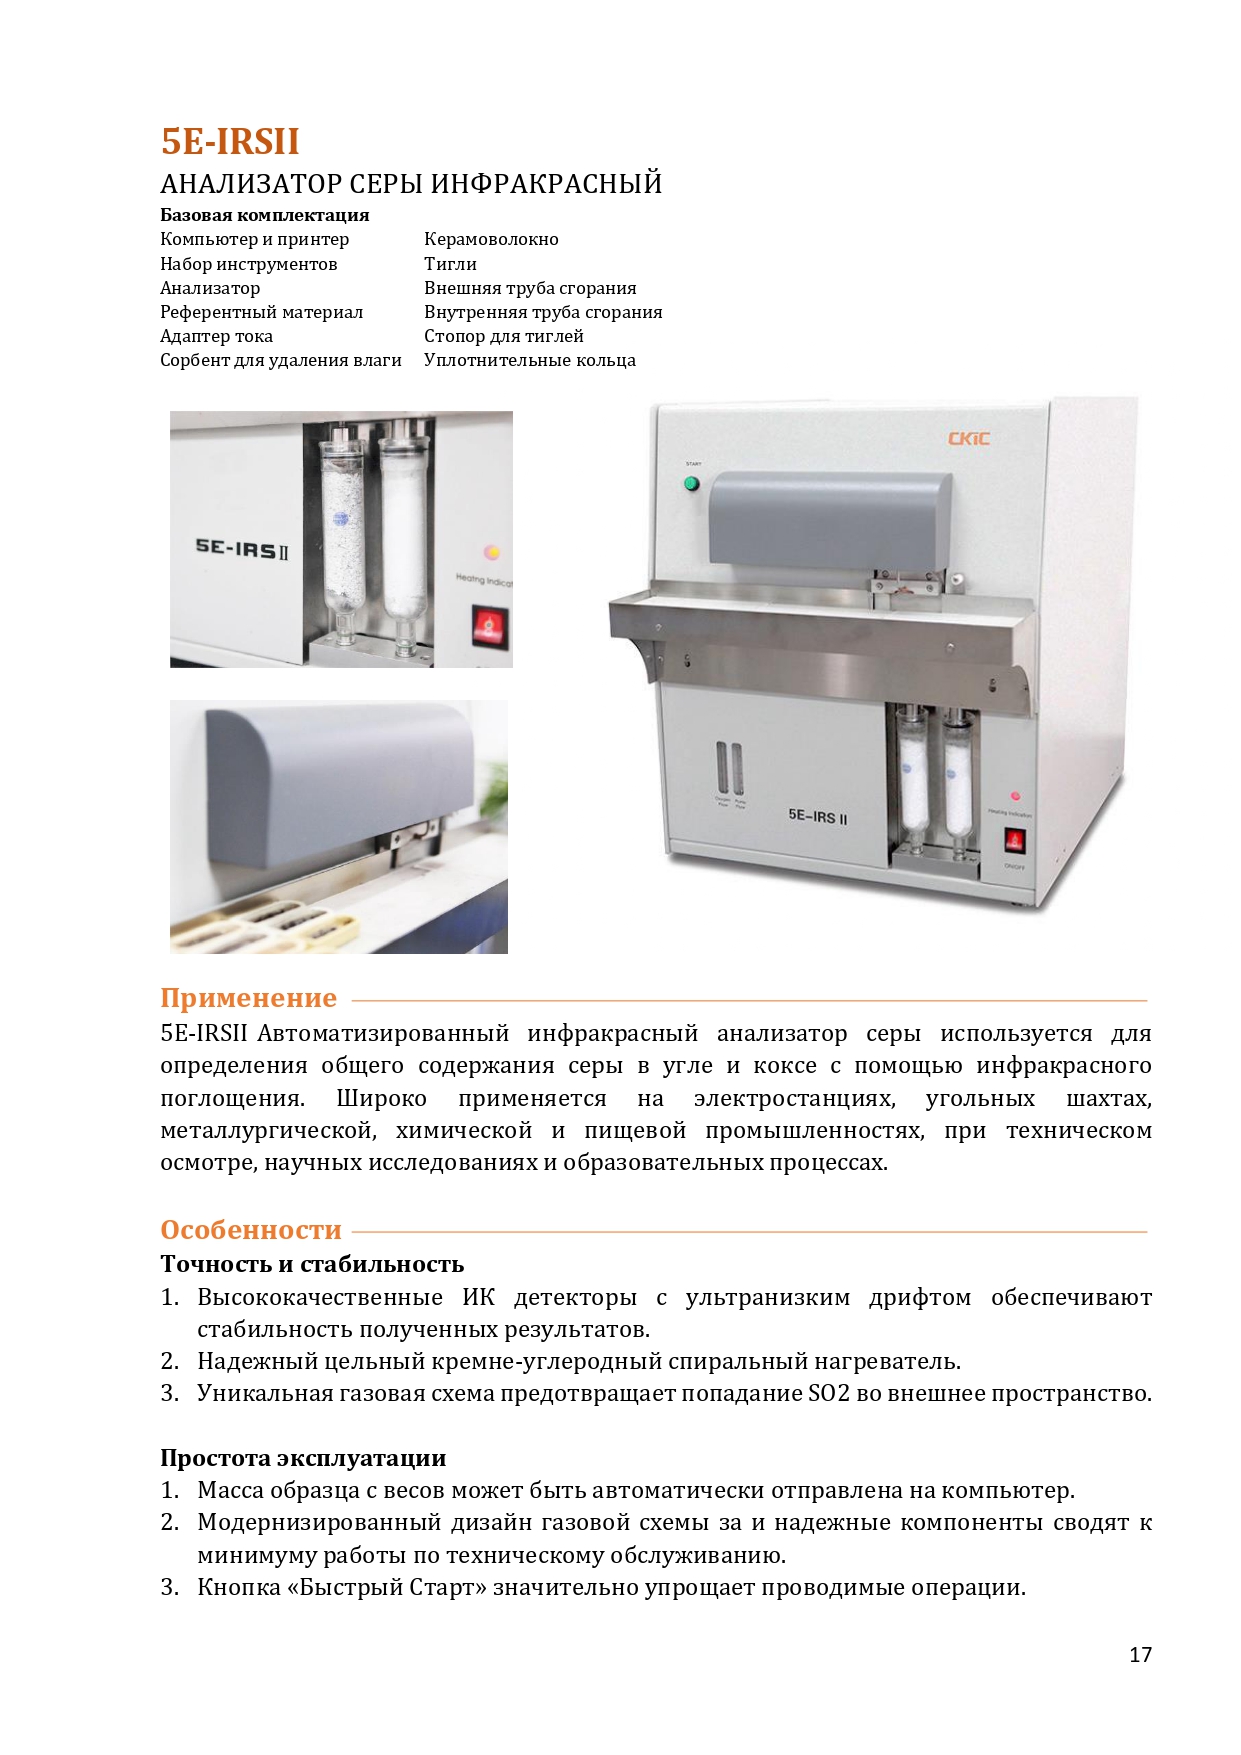 5E-IRSII
АНАЛИЗАТОР СЕРЫ ИНФРАКРАСНЫЙ
Базовая комплектация
Компьютер и принтер Керамоволокно
Набор инструментов Тигли
Анализатор Внешняя труба сгорания
Референтный материал Внутренняя труба сгорания
Адаптер тока Стопор для тиглей
Сорбент для удаления влаги Уплотнительные кольца
5E-IRS II
Heating Indicat
CKIC
START
5E-IRS II
Heating Indication
ON/OFF
Применение
5E-IRSII Автоматизированный инфракрасный анализатор серы используется для
определения общего содержания серы в угле и коксе с помощью инфракрасного
поглощения. Широко применяется на электростанциях, угольных шахтах,
металлургической, химической и пищевой промышленностях, при техническом
осмотре, научных исследованиях и образовательных процессах.
Особенности
Точность и стабильность
1. Высококачественные ИК детекторы с ультранизким дрифтом обеспечивают
стабильность полученных результатов.
2. Надежный цельный кремне-углеродный спиральный нагреватель.
3. Уникальная газовая схема предотвращает попадание SO2 во внешнее пространство.
Простота эксплуатации
1. Масса образца с весов может быть автоматически отправлена на компьютер.
2. Модернизированный дизайн газовой схемы за и надежные компоненты сводят к
минимуму работы по техническому обслуживанию.
3. Кнопка «Быстрый Старт» значительно упрощает проводимые операции.
17